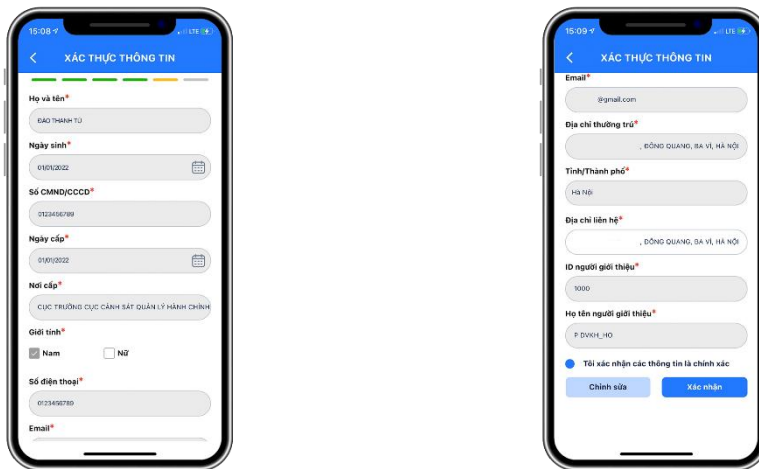 15:08
LTE
XÁC THỰC THÔNG TIN
Họ và tên*
ĐÀO THANH TÚ
Ngày sinh*
01/01/2022
Số CMND/CCCD*
0123456789
Ngày cấp*
01/01/2022
Nơi cấp*
CỤC TRƯỞNG CỤC CẢNH SÁT QUẢN LÝ HÀNH CHÍNH
Giới tính*
Nam Nữ
Số điện thoại*
0123456789
Email*
15:09
LTE
XÁC THỰC THÔNG TIN
Email*
@gmail.com
Địa chỉ thường trú*
, ĐỒNG QUANG, BA VÌ, HÀ NỘI
Tỉnh/Thành phố*
Hà Nội
Địa chỉ liên hệ*
, ĐỒNG QUANG, BA VÌ, HÀ NỘI
ID người giới thiệu*
1000
Họ tên người giới thiệu*
P DVKH_HO
Tôi xác nhận các thông tin là chính xác
Chỉnh sửa Xác nhận